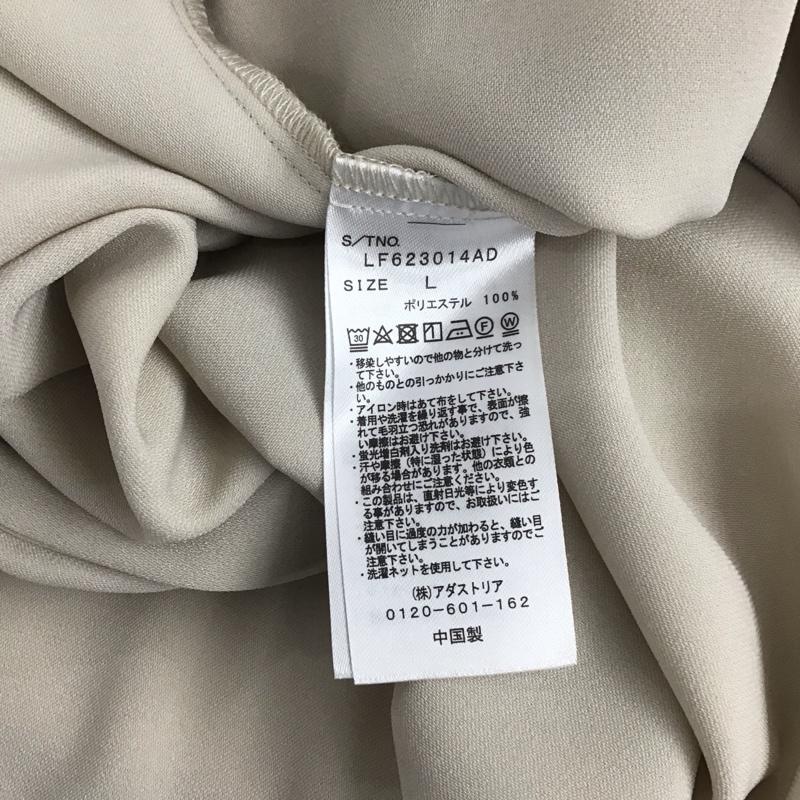 S/TNO.
LF623014AD
SIZE L
ポリエステル 100%
30 F W
・移染しやすいので他の物と分けて洗っ
て下さい。
・他のものとの引っかかりにご注意下さ
い。
・アイロン時はあて布をして下さい。
・着用や洗濯を繰り返す事で、表面が擦
れて毛羽立つ恐れがありますので、強
い摩擦はお避け下さい。
・蛍光増白剤入り洗剤はお避け下さい。
・汗や摩擦（特に湿った状態）により色
が移る場合があります。他の衣類との
組み合わせにご注意ください。
・この製品は、直射日光等により変色す
る事がありますので、お取扱いにはご
注意下さい。
・縫い目に過度の力が加わると、縫い目
が開いてしまうことがありますのでご
注意下さい。
・洗濯ネットを使用して下さい。
(株)アダストリア
0120-601-162
中国製